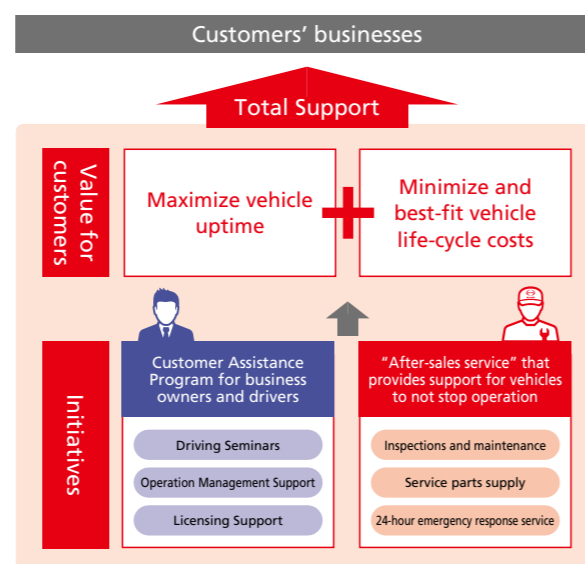 Customers’ businesses
Total Support
Value for
customers
Maximize vehicle
uptime
Minimize and
best-fit vehicle
life-cycle costs
Initiatives
Customer Assistance
Program for business
owners and drivers
Driving Seminars
Operation Management Support
Licensing Support
“After-sales service” that
provides support for vehicles
to not stop operation
Inspections and maintenance
Service parts supply
24-hour emergency response service